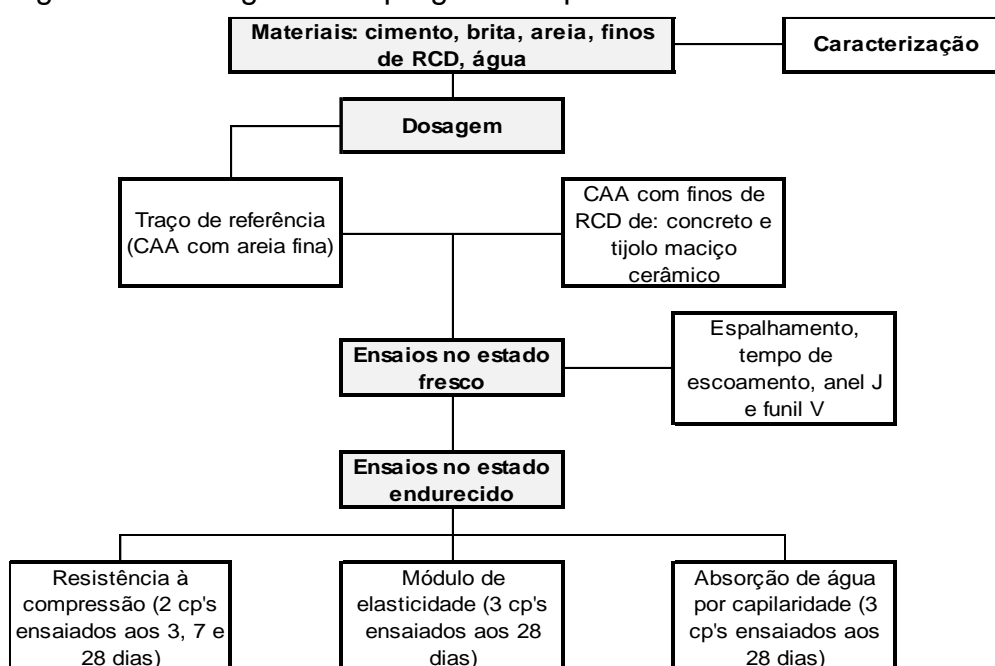 Materiais: cimento, brita, areia, finos
de RCD, água
Caracterização
Dosagem
Traço de referência
(CAA com areia fina)
CAA com finos de
RCD de: concreto e
tijolo maciço
cerâmico
Ensaios no estado
fresco
Espalhamento,
tempo de
escoamento, anel J
e funil V
Ensaios no estado
endurecido
Resistência à
compressão (2 cp's
ensaiados aos 3, 7 e
28 dias)
Módulo de
elasticidade (3 cp's
ensaiados aos 28
dias)
Absorção de água
por capilaridade (3
cp's ensaiados aos
28 dias)